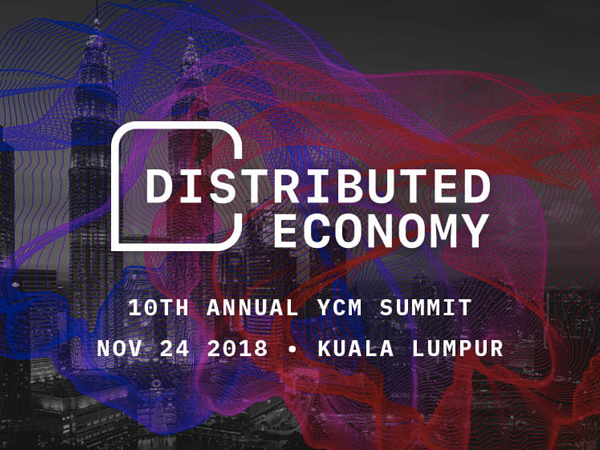 DISTRIBUTED
ECONOMY
10TH ANNUAL YCM SUMMIT
NOV 24 2018 • KUALA LUMPUR